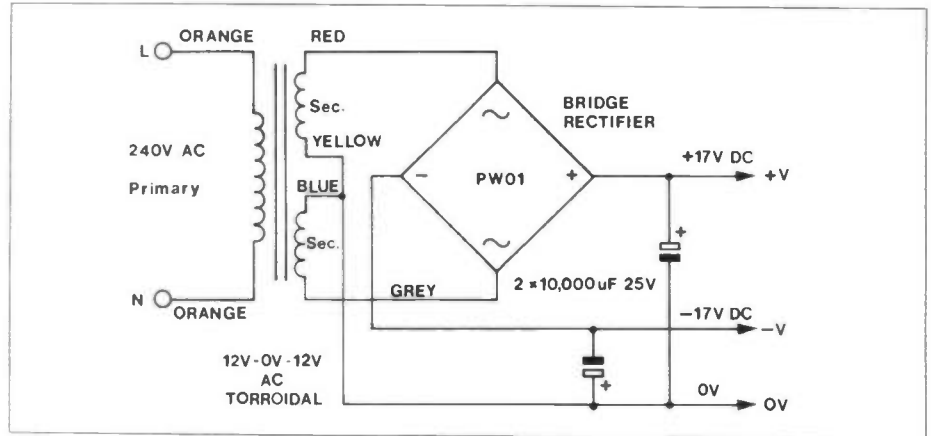 ORANGE
L
RED
Sec.
YELLOW
240V AC
Primary
BLUE
Sec.
GREY
N
ORANGE
12V-0V-12V
AC
TORROIDAL
~
-
PW01
+
~
BRIDGE
RECTIFIER
+17V DC
+V
+
2 × 10,000uF 25V
-17V DC
-V
+
0V
0V